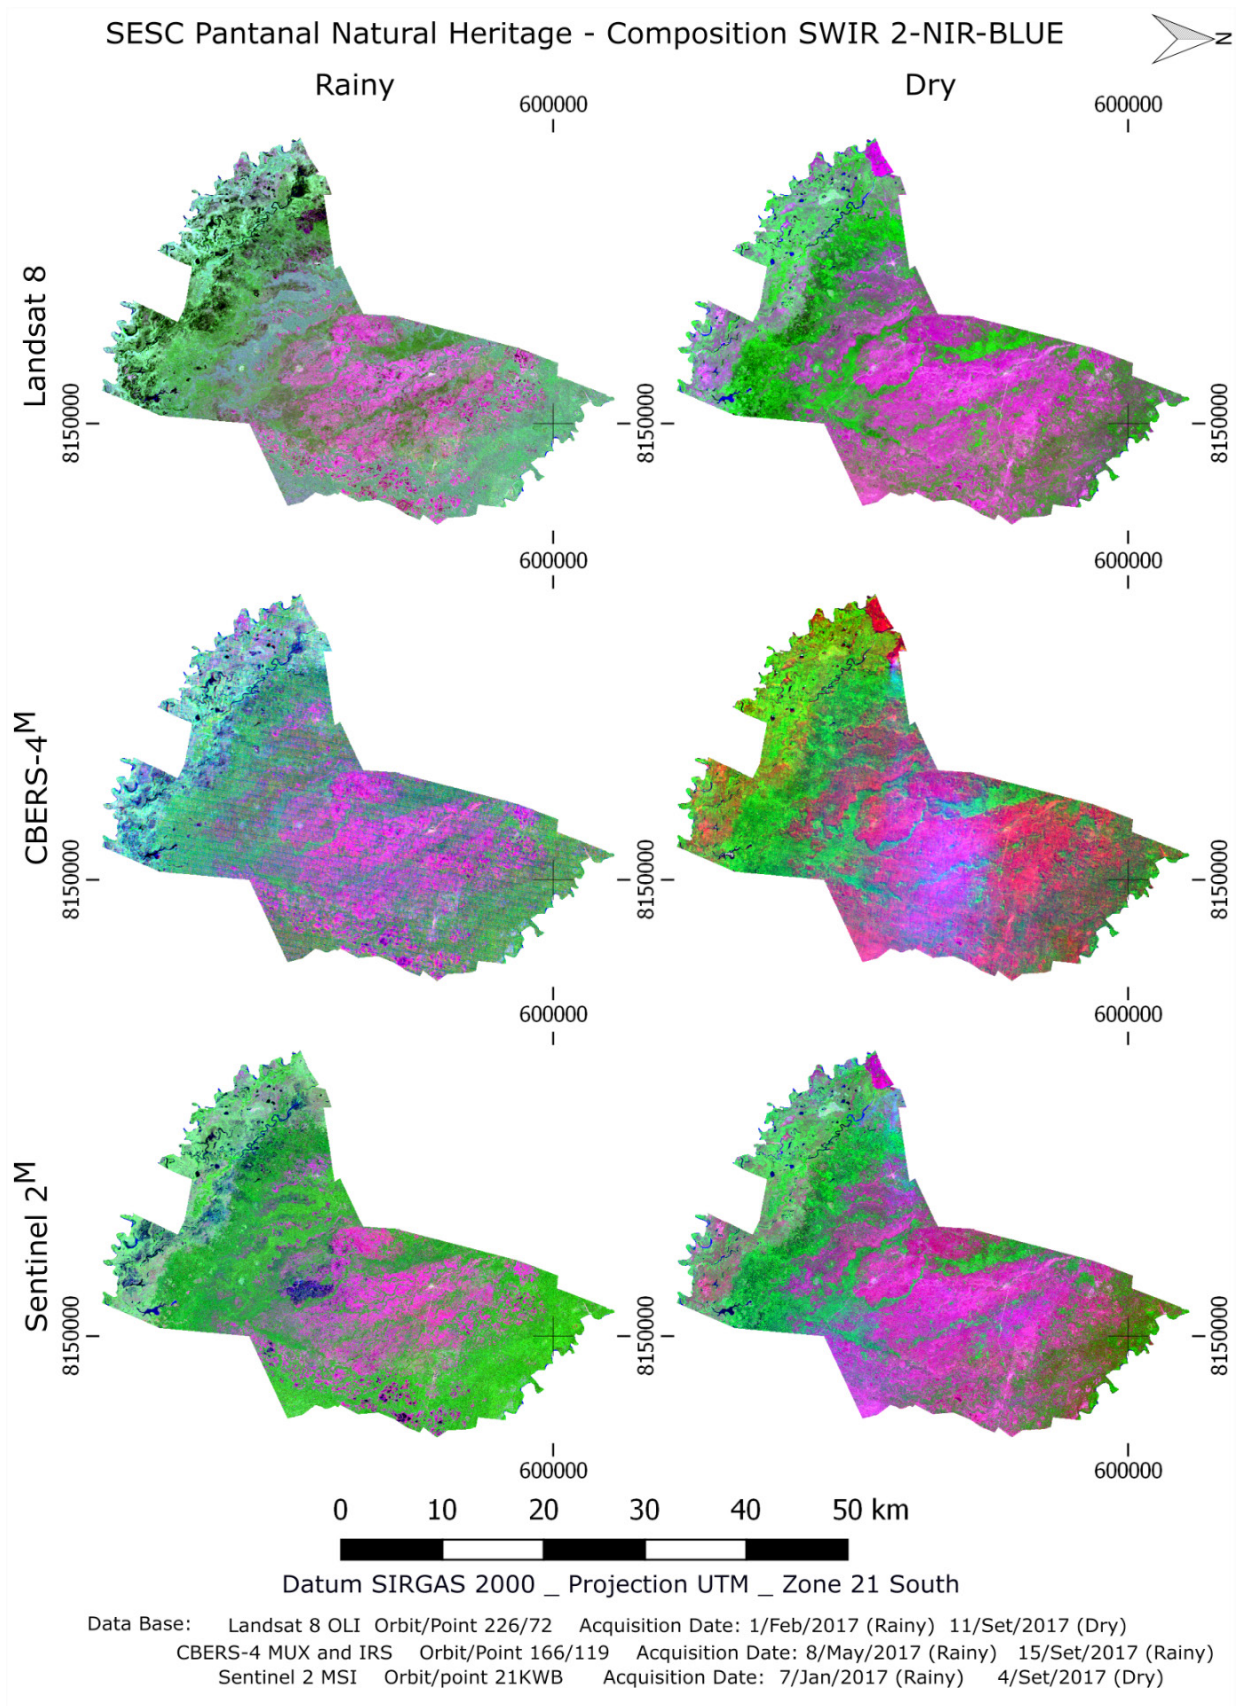 SESC Pantanal Natural Heritage - Composition SWIR 2-NIR-BLUE
N
Rainy
Dry
600000
600000
Landsat 8
8150000
8150000
8150000
600000
600000
CBERS-4M
8150000
8150000
8150000
600000
600000
Sentinel 2M
8150000
8150000
8150000
600000
600000
0 10 20 30 40 50 km
Datum SIRGAS 2000 _ Projection UTM _ Zone 21 South
Data Base: Landsat 8 OLI Orbit/Point 226/72 Acquisition Date: 1/Feb/2017 (Rainy) 11/Set/2017 (Dry)
CBERS-4 MUX and IRS Orbit/Point 166/119 Acquisition Date: 8/May/2017 (Rainy) 15/Set/2017 (Rainy)
Sentinel 2 MSI Orbit/point 21KWB Acquisition Date: 7/Jan/2017 (Rainy) 4/Set/2017 (Dry)